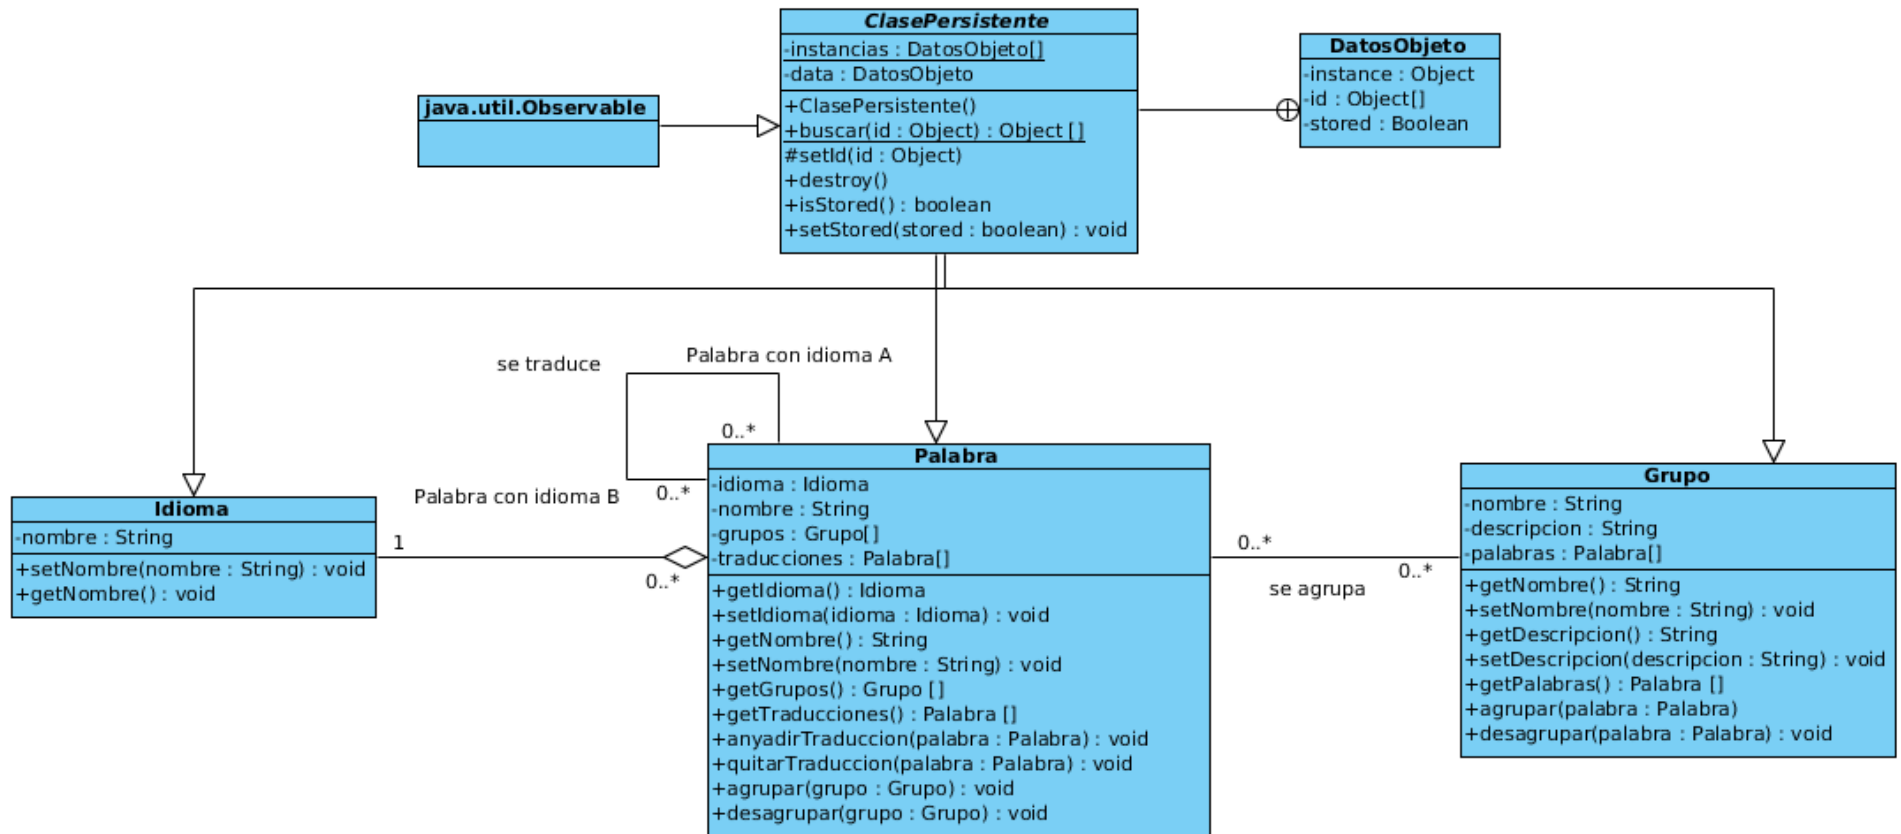 ClasePersistente
-instancias : DatosObjeto[]
-data : DatosObjeto
+ClasePersistente()
+buscar(id : Object) : Object []
#setId(id : Object)
+destroy()
+isStored() : boolean
+setStored(stored : boolean) : void
DatosObjeto
-instance : Object
-id : Object[]
-stored : Boolean
java.util.Observable
se traduce
Palabra con idioma A
0..*
0..*
Palabra con idioma B
Idioma
-nombre : String
+setNombre(nombre : String) : void
+getNombre() : void
1
0..*
Palabra
-idioma : Idioma
-nombre : String
-grupos : Grupo[]
-traducciones : Palabra[]
+getIdioma() : Idioma
+setIdioma(idioma : Idioma) : void
+getNombre() : String
+setNombre(nombre : String) : void
+getGrupos() : Grupo []
+getTraducciones() : Palabra []
+anyadirTraduccion(palabra : Palabra) : void
+quitarTraduccion(palabra : Palabra) : void
+agrupar(grupo : Grupo) : void
+desagrupar(grupo : Grupo) : void
0..*
0..*
se agrupa
Grupo
-nombre : String
-descripcion : String
-palabras : Palabra[]
+getNombre() : String
+setNombre(nombre : String) : void
+getDescripcion() : String
+setDescripcion(descripcion : String) : void
+getPalabras() : Palabra []
+agrupar(palabra : Palabra)
+desagrupar(palabra : Palabra) : void